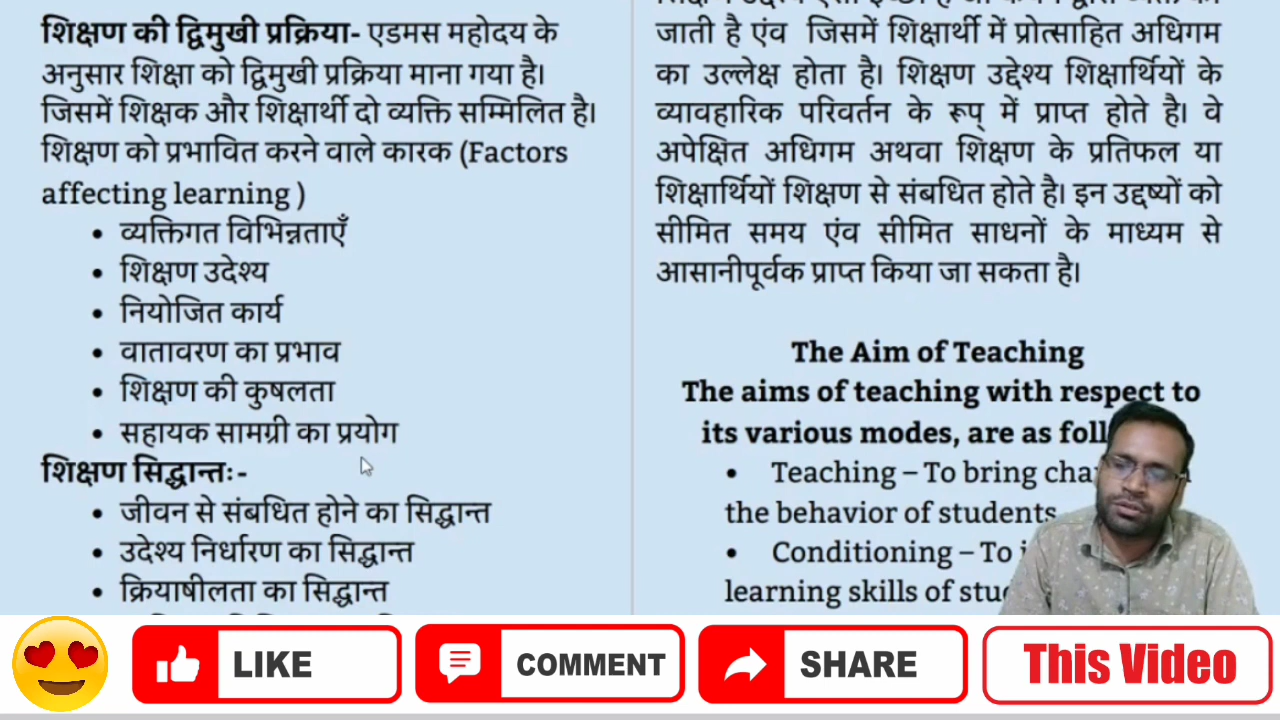 शिक्षण की द्विमुखी प्रक्रिया- एडमस महोदय के
अनुसार शिक्षा को द्विमुखी प्रक्रिया माना गया है।
जिसमें शिक्षक और शिक्षार्थी दो व्यक्ति सम्मिलित है।
शिक्षण को प्रभावित करने वाले कारक (Factors
affecting learning )
• व्यक्तिगत विभिन्नताएँ
• शिक्षण उदेश्य
• नियोजित कार्य
• वातावरण का प्रभाव
• शिक्षण की कुषलता
• सहायक सामग्री का प्रयोग
शिक्षण सिद्धान्तः-
• जीवन से संबधित होने का सिद्धान्त
• उदेश्य निर्धारण का सिद्धान्त
• क्रियाषीलता का सिद्धान्त
जाती है एंव जिसमें शिक्षार्थी में प्रोत्साहित अधिगम
का उल्लेक्ष होता है। शिक्षण उद्देश्य शिक्षार्थियों के
व्यावहारिक परिवर्तन के रूप् में प्राप्त होते है। वे
अपेक्षित अधिगम अथवा शिक्षण के प्रतिफल या
शिक्षार्थियों शिक्षण से संबधित होते है। इन उद्दष्यों को
सीमित समय एंव सीमित साधनों के माध्यम से
आसानीपूर्वक प्राप्त किया जा सकता है।
The Aim of Teaching
The aims of teaching with respect to
its various modes, are as
• Teaching – To bring
the behavior of students
• Conditioning – To
learning skills of
LIKE
COMMENT
SHARE
This Video